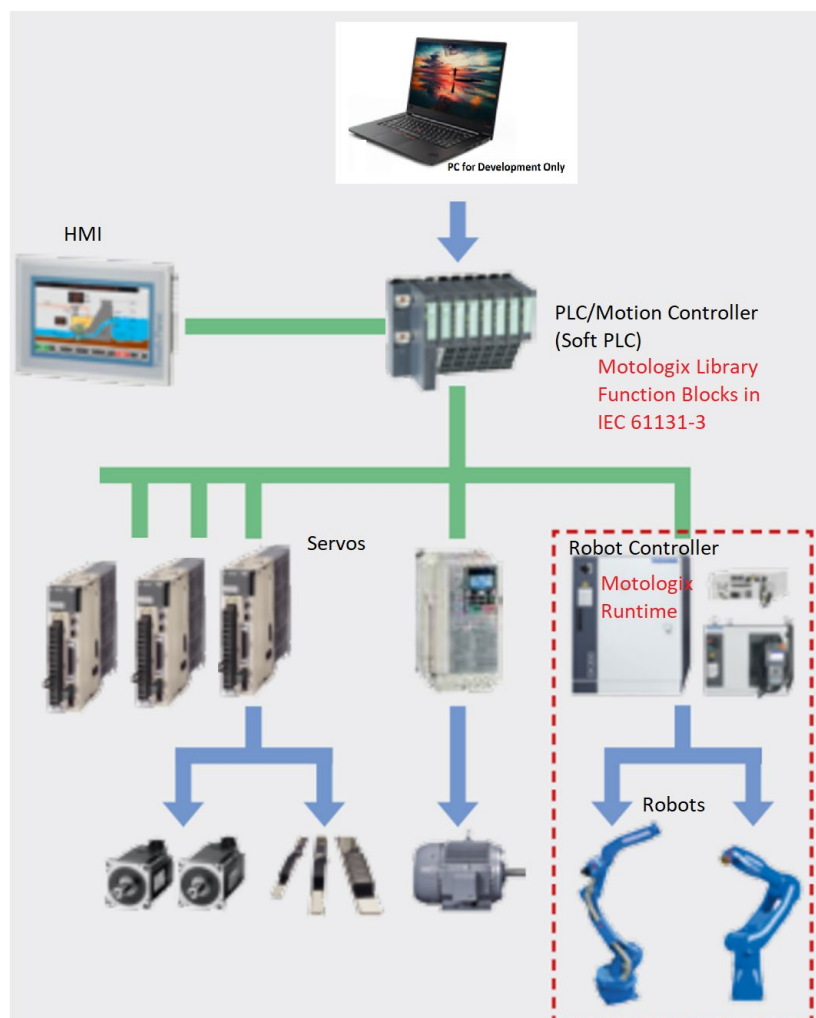 PC for Development Only
HMI
PLC/Motion Controller
(Soft PLC)
Motologix Library
Function Blocks in
IEC 61131-3
Servos
Robot Controller
Motologix
Runtime
Robots